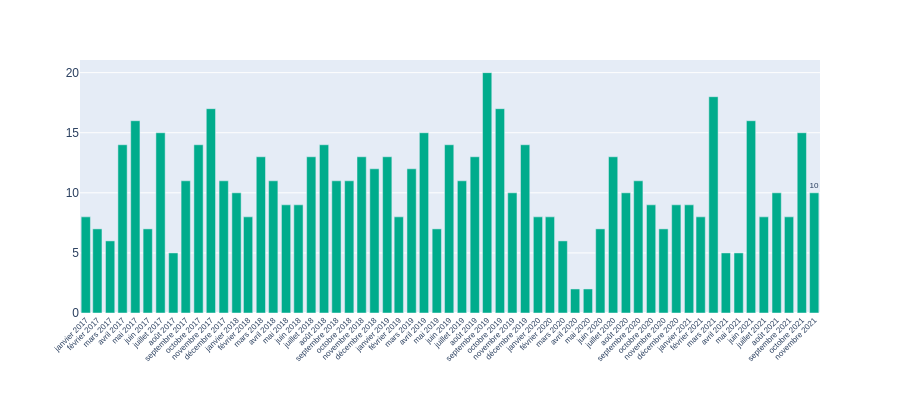 20
15
10
5
0
10
janvier 2017
février 2017
mars 2017
avril 2017
mai 2017
juin 2017
juillet 2017
août 2017
septembre 2017
octobre 2017
novembre 2017
décembre 2017
janvier 2018
février 2018
mars 2018
avril 2018
mai 2018
juin 2018
juillet 2018
août 2018
septembre 2018
octobre 2018
novembre 2018
décembre 2018
janvier 2019
février 2019
mars 2019
avril 2019
mai 2019
juin 2019
juillet 2019
août 2019
septembre 2019
octobre 2019
novembre 2019
décembre 2019
janvier 2020
février 2020
mars 2020
avril 2020
mai 2020
juin 2020
juillet 2020
août 2020
septembre 2020
octobre 2020
novembre 2020
décembre 2020
janvier 2021
février 2021
mars 2021
avril 2021
mai 2021
juin 2021
juillet 2021
août 2021
septembre 2021
octobre 2021
novembre 2021